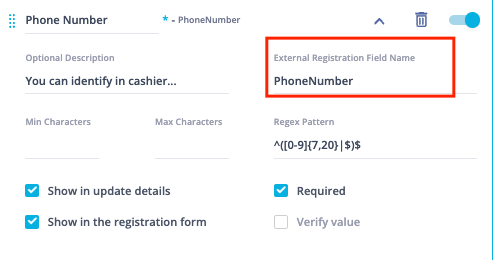 Phone Number * - PhoneNumber
Optional Description External Registration Field Name
You can identify in cashier... PhoneNumber
Min Characters Max Characters Regex Pattern
^([0-9]{7,20}|$)$
Show in update details Required
Show in the registration form Verify value